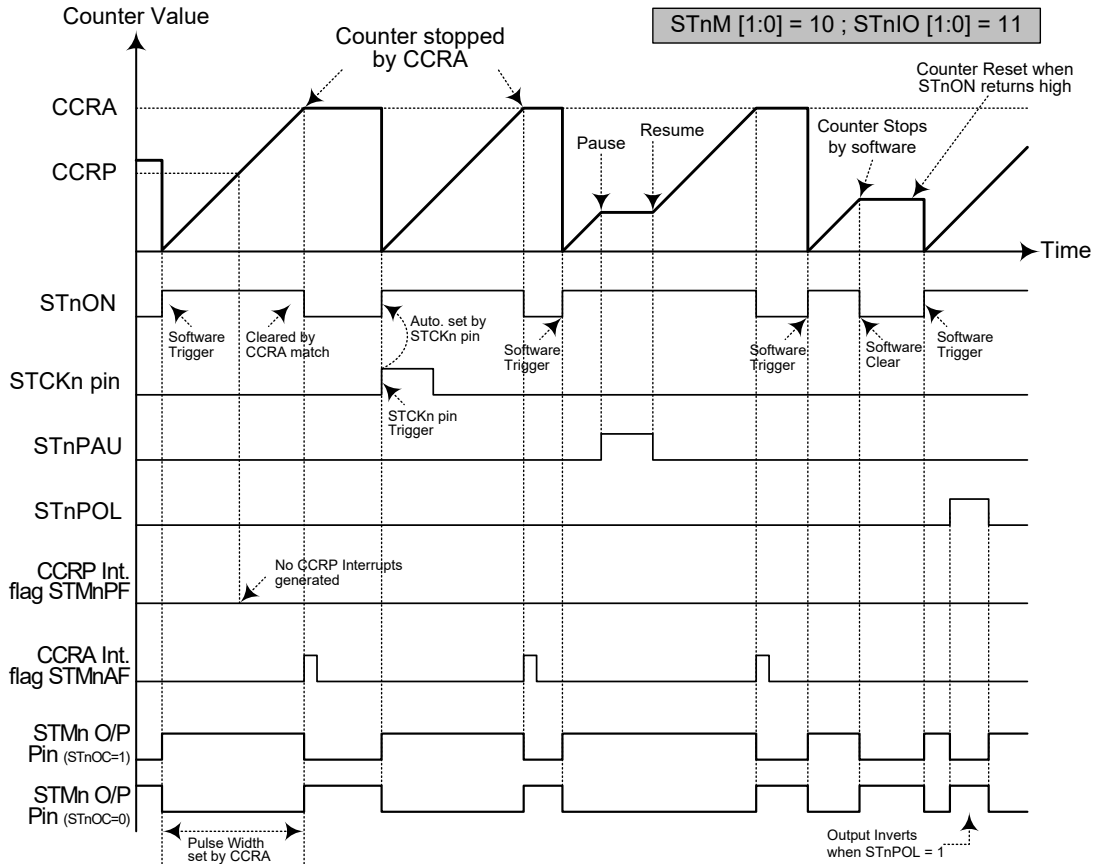 Counter Value
STnM [1:0] = 10 ; STnIO [1:0] = 11
Counter stopped
by CCRA
Counter Reset when
STnON returns high
CCRA
Pause
Resume
Counter Stops
by software
CCRP
Time
STnON
Software
Trigger
Cleared by
CCRA match
Auto. set by
STCKn pin
Software
Trigger
Software
Trigger
Software
Clear
Software
Trigger
STCKn pin
STCKn pin
Trigger
STnPAU
STnPOL
CCRP Int.
flag STMnPF
No CCRP Interrupts
generated
CCRA Int.
flag STMnAF
STMn O/P
Pin (STnOC=1)
STMn O/P
Pin (STnOC=0)
Pulse Width
set by CCRA
Output Inverts
when STnPOL = 1